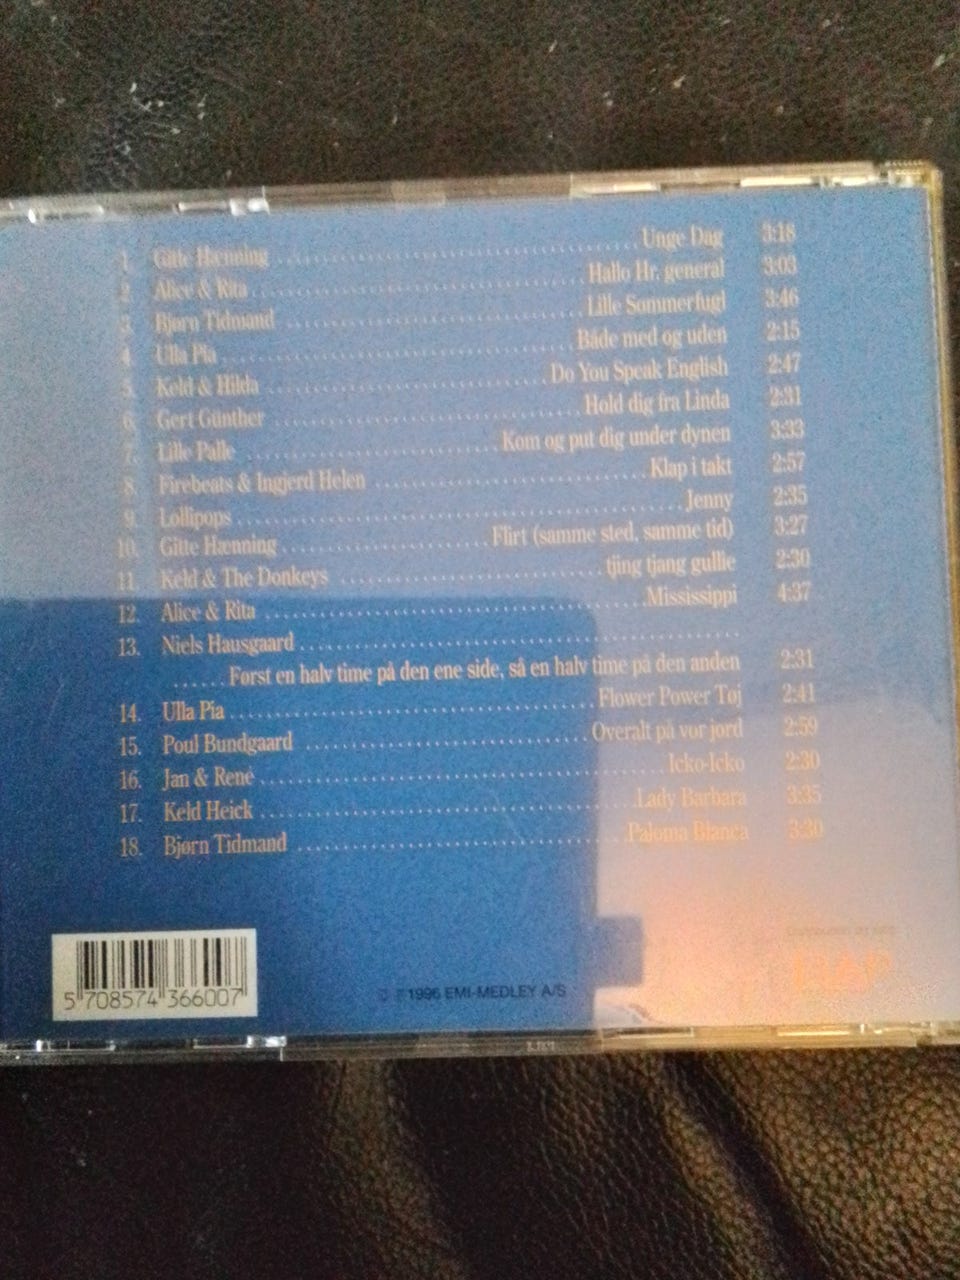 1. Gitte Hænning ........ Unge Dag 3:18
2. Alice & Rita ........ Hallo Hr. general 3:03
3. Bjørn Tidmand ........ Lille Sommerfugl 3:46
4. Ulla Pia ........ Både med og uden 2:15
5. Keld & Hilda ........ Do You Speak English 2:47
6. Gert Günther ........ Hold dig fra Linda 2:31
7. Lille Palle ........ Kom og put dig under dynen 3:33
8. Firebeats & Ingjerd Helen ........ Klap i takt 2:57
9. Lollipops ........ Jenny 2:35
10. Gitte Hænning ........ Flirt (samme sted, samme tid) 3:27
11. Keld & The Donkeys ........ tjing tjang gullie 2:30
12. Alice & Rita ........ Mississippi 4:37
13. Niels Hausgaard ........
...... Først en halv time på den ene side, så en halv time på den anden 2:31
14. Ulla Pia ........ Flower Power Tøj 2:41
15. Poul Bundgaard ........ Overalt på vor jord 2:59
16. Jan & René ........ Icko-Icko 2:30
17. Keld Heick ........ Lady Barbara 3:35
18. Bjørn Tidmand ........ Paloma Blanca 3:30
5 708574 366007
© ℗ 1996 EMI-MEDLEY A/S